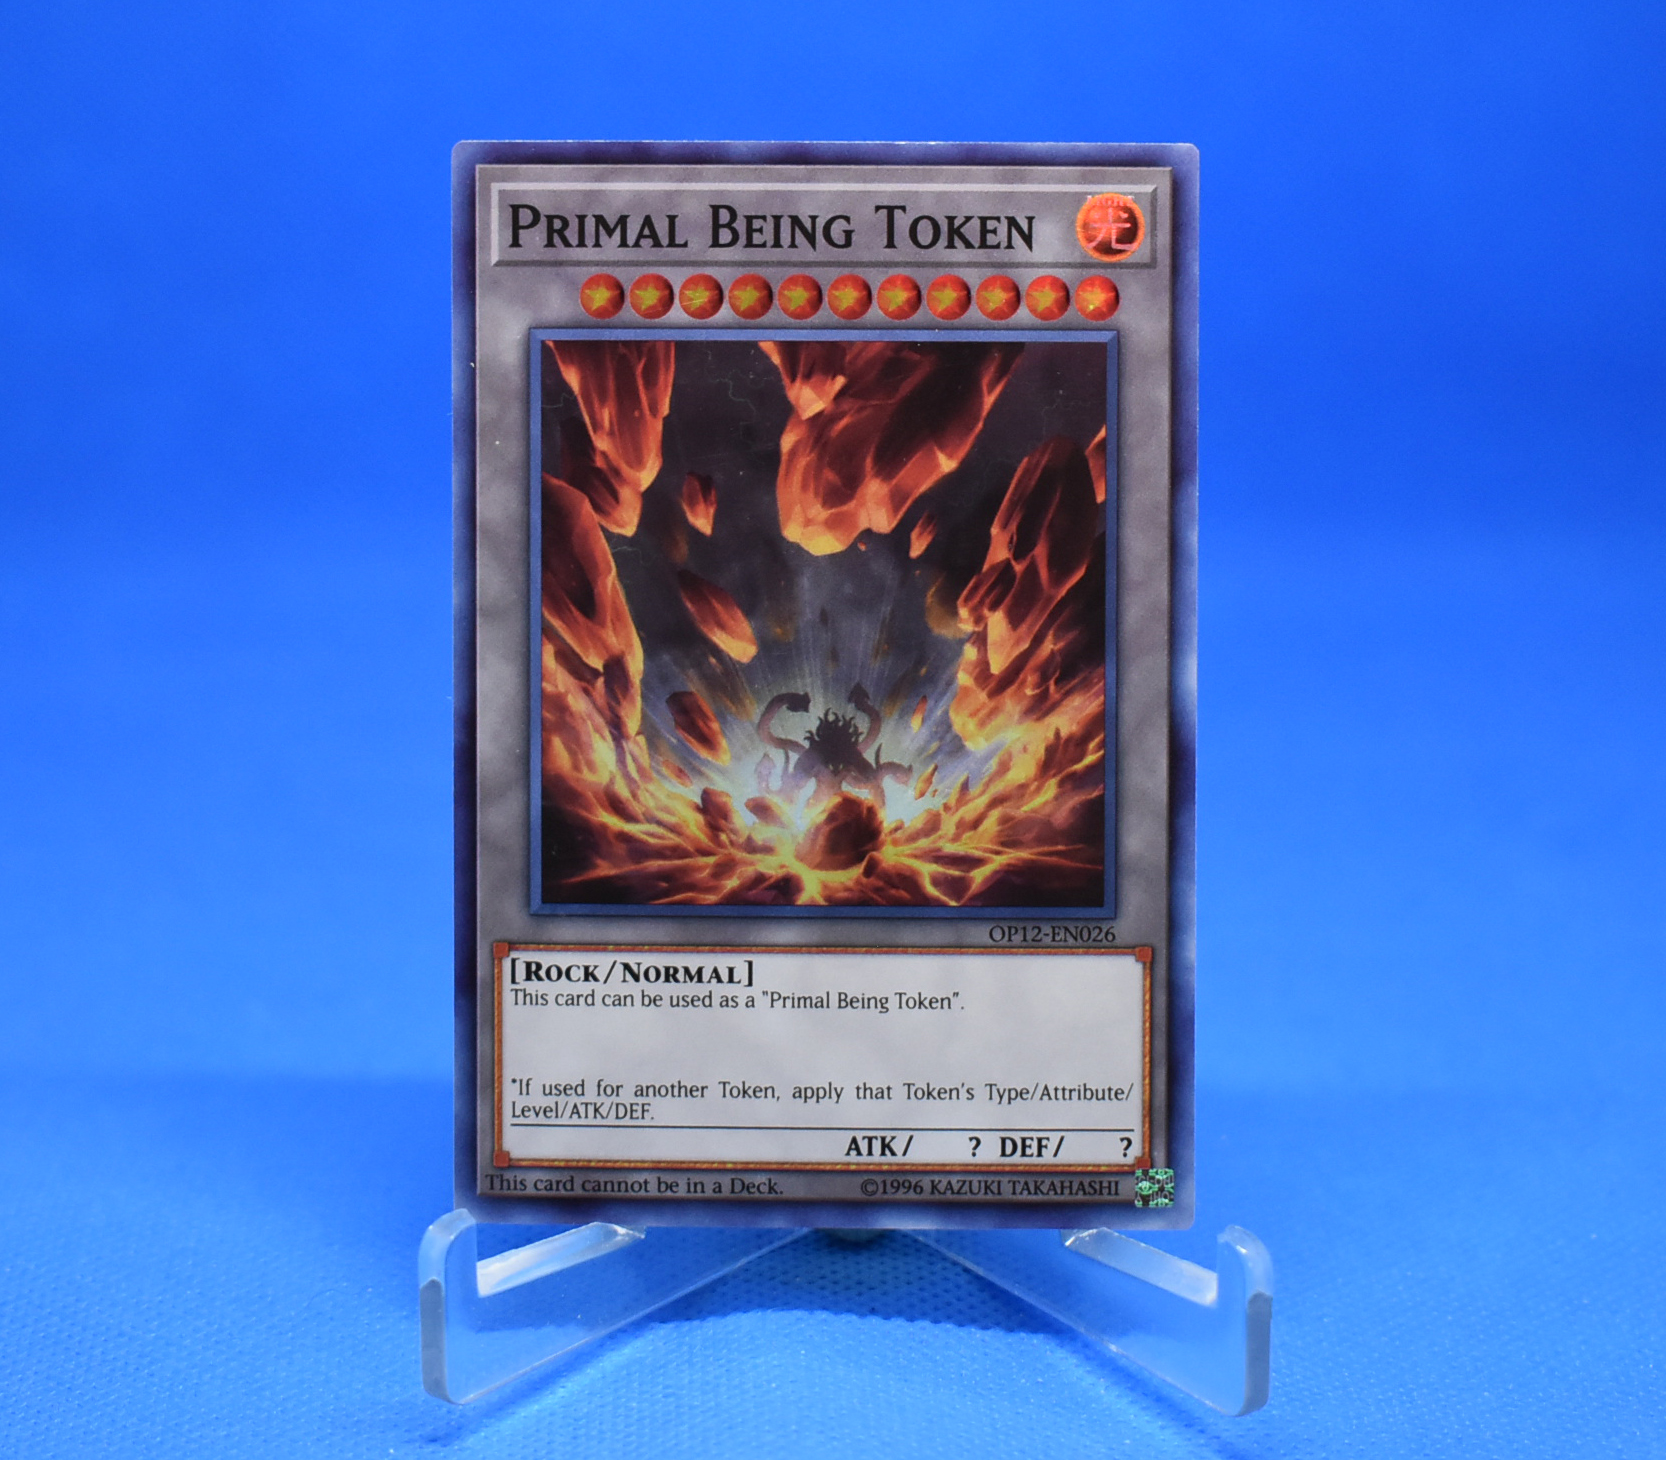 PRIMAL BEING TOKEN
光
OP12-EN026
[ROCK/NORMAL]
This card can be used as a "Primal Being Token".
*If used for another Token, apply that Token's Type/Attribute/
Level/ATK/DEF.
ATK/ ? DEF/ ?
This card cannot be in a Deck. ©1996 KAZUKI TAKAHASHI